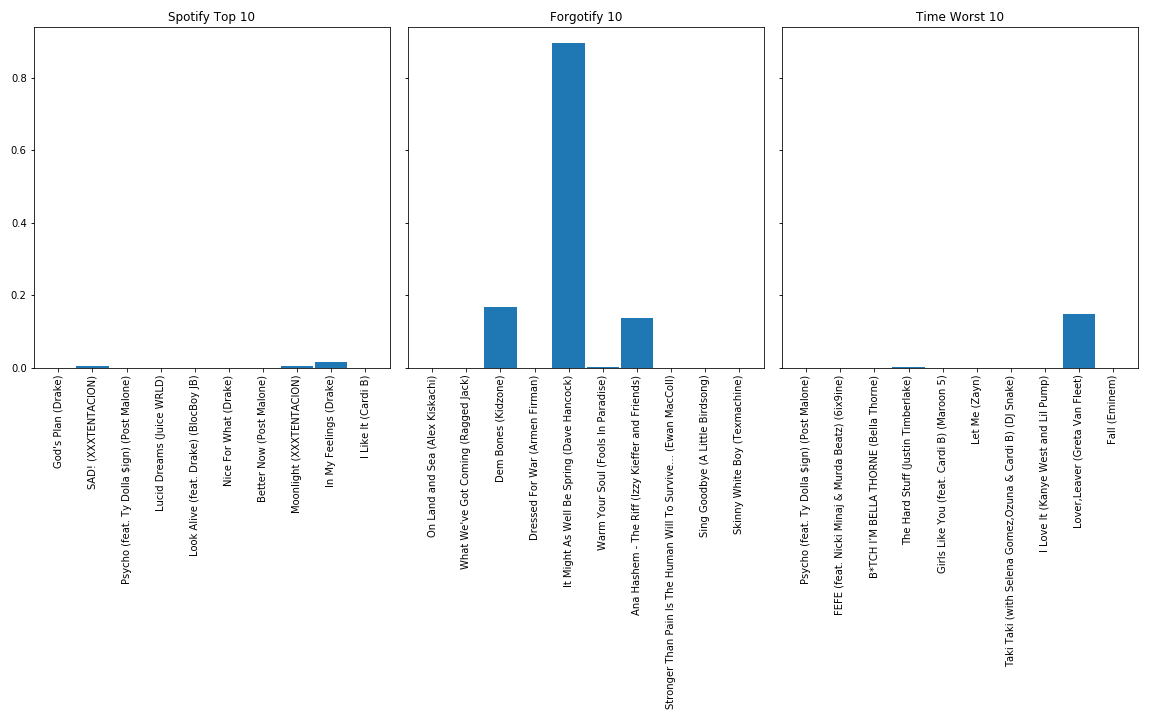 Spotify Top 10
Forgotify 10
Time Worst 10
0.8
0.6
0.4
0.2
0.0
God's Plan (Drake)
SAD! (XXXTENTACION)
Psycho (feat. Ty Dolla $ign) (Post Malone)
Lucid Dreams (Juice WRLD)
Look Alive (feat. Drake) (BlocBoy JB)
Nice For What (Drake)
Better Now (Post Malone)
Moonlight (XXXTENTACION)
In My Feelings (Drake)
I Like It (Cardi B)
On Land and Sea (Alex Kiskachi)
What We've Got Coming (Ragged Jack)
Dem Bones (Kidzone)
Dressed For War (Armen Firman)
It Might As Well Be Spring (Dave Hancock)
Warm Your Soul (Fools In Paradise)
Ana Hashem - The Riff (Izzy Kieffer and Friends)
Stronger Than Pain Is The Human Will To Survive... (Ewan MacColl)
Sing Goodbye (A Little Birdsong)
Skinny White Boy (Texmachine)
Psycho (feat. Ty Dolla $ign) (Post Malone)
FEFE (feat. Nicki Minaj & Murda Beatz) (6ix9ine)
B*TCH I'M BELLA THORNE (Bella Thorne)
The Hard Stuff (Justin Timberlake)
Girls Like You (feat. Cardi B) (Maroon 5)
Let Me (Zayn)
Taki Taki (with Selena Gomez,Ozuna & Cardi B) (DJ Snake)
I Love It (Kanye West and Lil Pump)
Lover,Leaver (Greta Van Fleet)
Fall (Eminem)